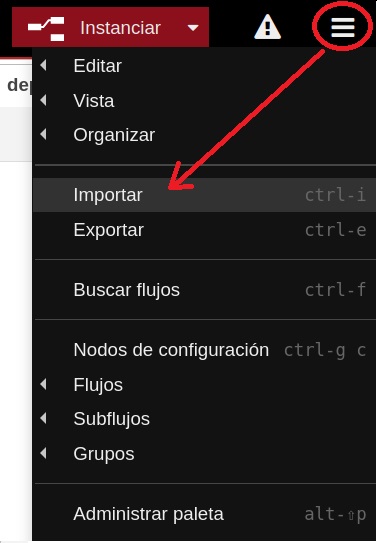 Instanciar
dep
Editar
Vista
Organizar
Importar ctrl-i
Exportar ctrl-e
Buscar flujos ctrl-f
Nodos de configuración ctrl-g c
Flujos
Subflujos
Grupos
Administrar paleta alt-⇧p